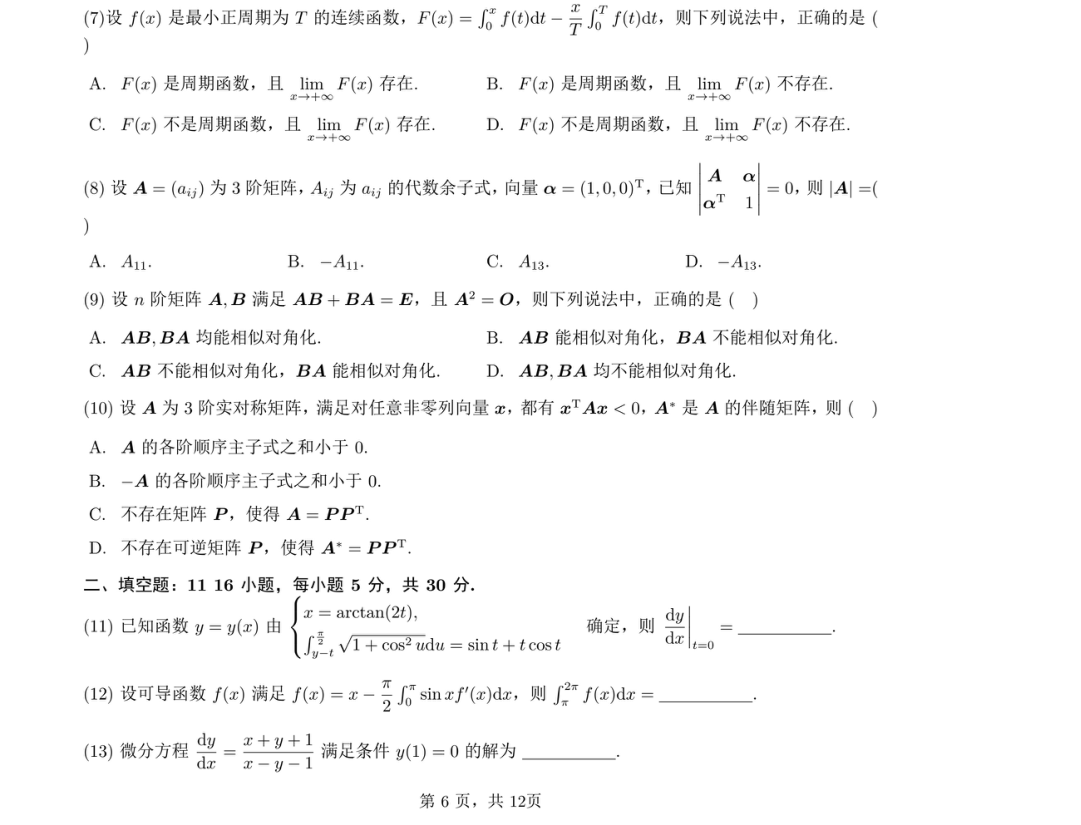 (7)设 f(x) 是最小正周期为 T 的连续函数，F(x) = ∫₀ˣ f(t)dt − x/T ∫₀ᵀ f(t)dt，则下列说法中，正确的是 (
)
A. F(x) 是周期函数，且 lim_{x→+∞} F(x) 存在. B. F(x) 是周期函数，且 lim_{x→+∞} F(x) 不存在.
C. F(x) 不是周期函数，且 lim_{x→+∞} F(x) 存在. D. F(x) 不是周期函数，且 lim_{x→+∞} F(x) 不存在.
(8) 设 A = (a_{ij}) 为 3 阶矩阵，A_{ij} 为 a_{ij} 的代数余子式，向量 α = (1,0,0)ᵀ，已知 |A α; αᵀ 1| = 0，则 |A| =(
)
A. A₁₁. B. −A₁₁. C. A₁₃. D. −A₁₃.
(9) 设 n 阶矩阵 A, B 满足 AB + BA = E，且 A² = O，则下列说法中，正确的是 ( )
A. AB, BA 均能相似对角化. B. AB 能相似对角化，BA 不能相似对角化.
C. AB 不能相似对角化，BA 能相似对角化. D. AB, BA 均不能相似对角化.
(10) 设 A 为 3 阶实对称矩阵，满足对任意非零列向量 x，都有 xᵀAx < 0，A* 是 A 的伴随矩阵，则 ( )
A. A 的各阶顺序主子式之和小于 0.
B. −A 的各阶顺序主子式之和小于 0.
C. 不存在矩阵 P，使得 A = PPᵀ.
D. 不存在可逆矩阵 P，使得 A* = PPᵀ.
二、填空题：11 16 小题，每小题 5 分，共 30 分.
(11) 已知函数 y = y(x) 由 { x = arctan(2t), ∫_{y−t}^{π/2} √(1 + cos² u)du = sin t + t cos t 确定，则 dy/dx|_{t=0} = ________.
(12) 设可导函数 f(x) 满足 f(x) = x − π/2 ∫₀^π sin xf′(x)dx，则 ∫_π^{2π} f(x)dx = ________.
(13) 微分方程 dy/dx = (x + y + 1)/(x − y − 1) 满足条件 y(1) = 0 的解为 ________.
第 6 页，共 12页